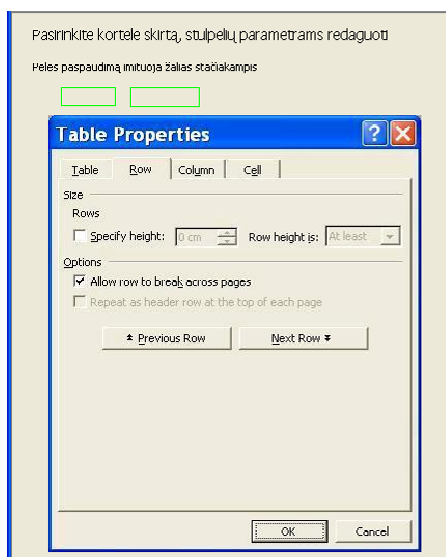 Pasirinkite kortelę skirtą, stulpelių parametrams redaguoti
Pelės paspaudimą imituoja žalias stačiakampis
Table Properties
Table Row Column Cell
Size
Rows
Specify height: 0 cm Row height is: At least
Options
Allow row to break across pages
Repeat as header row at the top of each page
Previous Row Next Row
OK Cancel